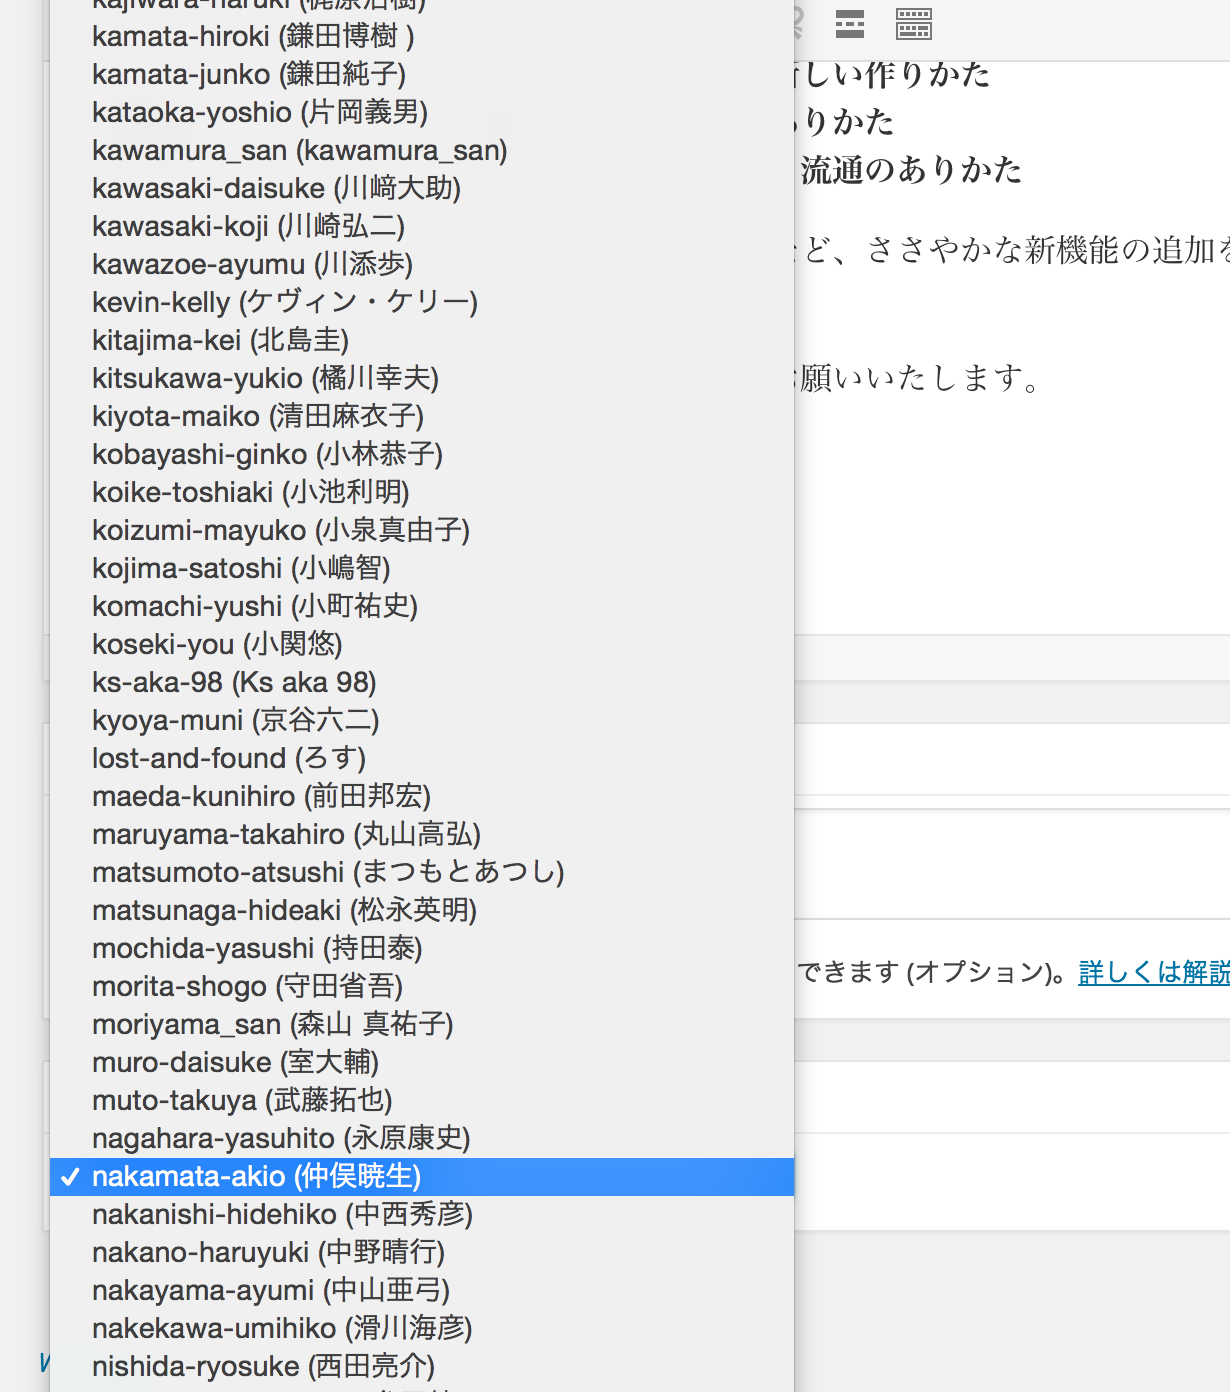 kajiwara-haruki (梶原治樹)
kamata-hiroki (鎌田博樹 )
kamata-junko (鎌田純子)
kataoka-yoshio (片岡義男)
kawamura_san (kawamura_san)
kawasaki-daisuke (川﨑大助)
kawasaki-koji (川崎弘二)
kawazoe-ayumu (川添歩)
kevin-kelly (ケヴィン・ケリー)
kitajima-kei (北島圭)
kitsukawa-yukio (橘川幸夫)
kiyota-maiko (清田麻衣子)
kobayashi-ginko (小林恭子)
koike-toshiaki (小池利明)
koizumi-mayuko (小泉真由子)
kojima-satoshi (小嶋智)
komachi-yushi (小町祐史)
koseki-you (小関悠)
ks-aka-98 (Ks aka 98)
kyoya-muni (京谷六二)
lost-and-found (ろす)
maeda-kunihiro (前田邦宏)
maruyama-takahiro (丸山高弘)
matsumoto-atsushi (まつもとあつし)
matsunaga-hideaki (松永英明)
mochida-yasushi (持田泰)
morita-shogo (守田省吾)
moriyama_san (森山 真祐子)
muro-daisuke (室大輔)
muto-takuya (武藤拓也)
nagahara-yasuhito (永原康史)
✓ nakamata-akio (仲俣暁生)
nakanishi-hidehiko (中西秀彦)
nakano-haruyuki (中野晴行)
nakayama-ayumi (中山亜弓)
nakekawa-umihiko (滑川海彦)
nishida-ryosuke (西田亮介)
しい作りかた
りかた
流通のありかた
ど、ささやかな新機能の追加を
願いいたします。
できます (オプション)。詳しくは解説